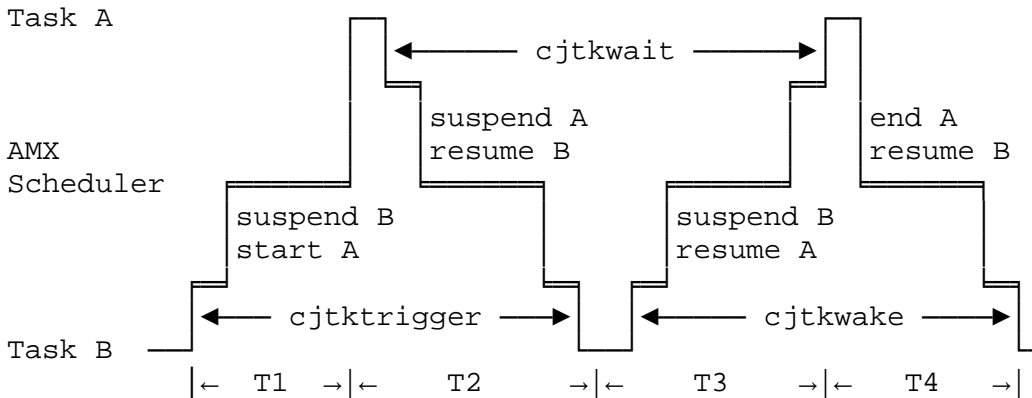 Task A
cjtkwait
suspend A
resume B
end A
resume B
AMX
Scheduler
suspend B
start A
suspend B
resume A
cjtktrigger
cjtkwake
Task B
|← T1 →|← T2 →|← T3 →|← T4 →|